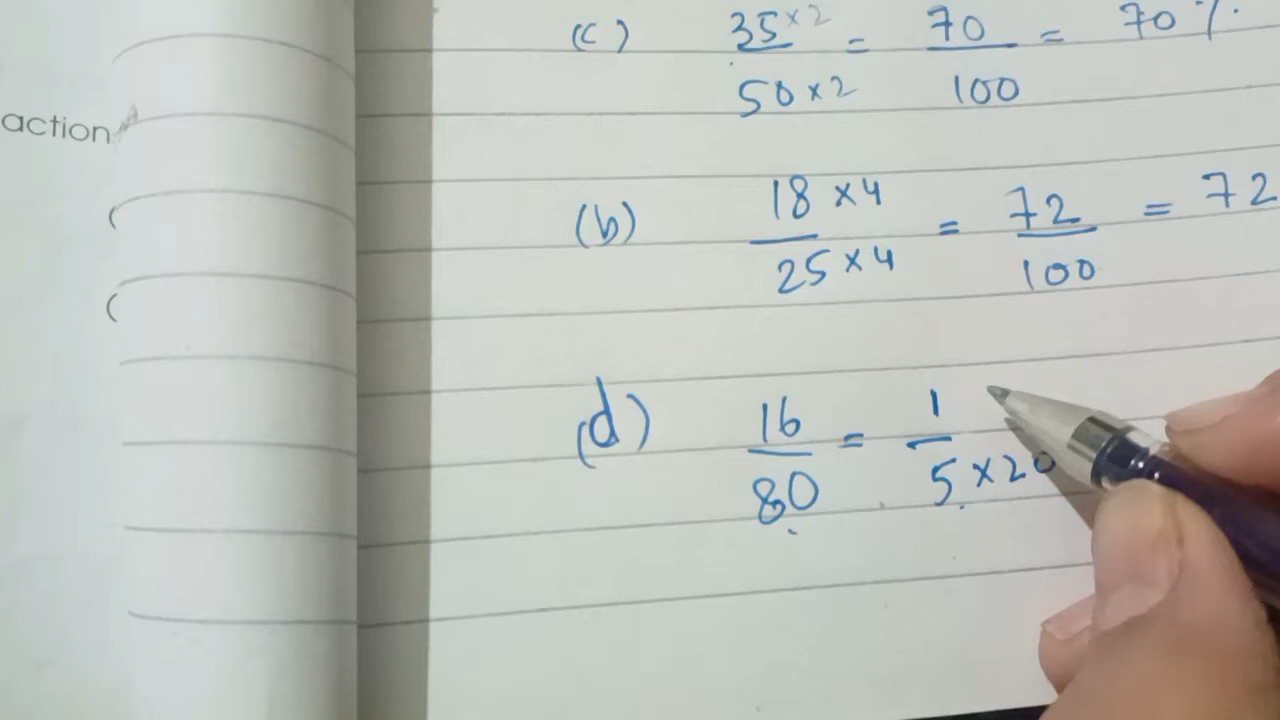 action
(c) 35×2 = 70 = 70%
50×2 100
(b) 18×4 = 72 = 72
25×4 100
(d) 16 = 1
80 5×20